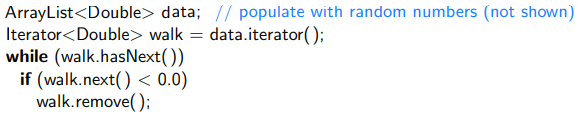 ArrayList<Double> data;  // populate with random numbers (not shown)
Iterator<Double> walk = data.iterator( );
while (walk.hasNext( ))
if (walk.next( ) < 0.0)
walk.remove( );